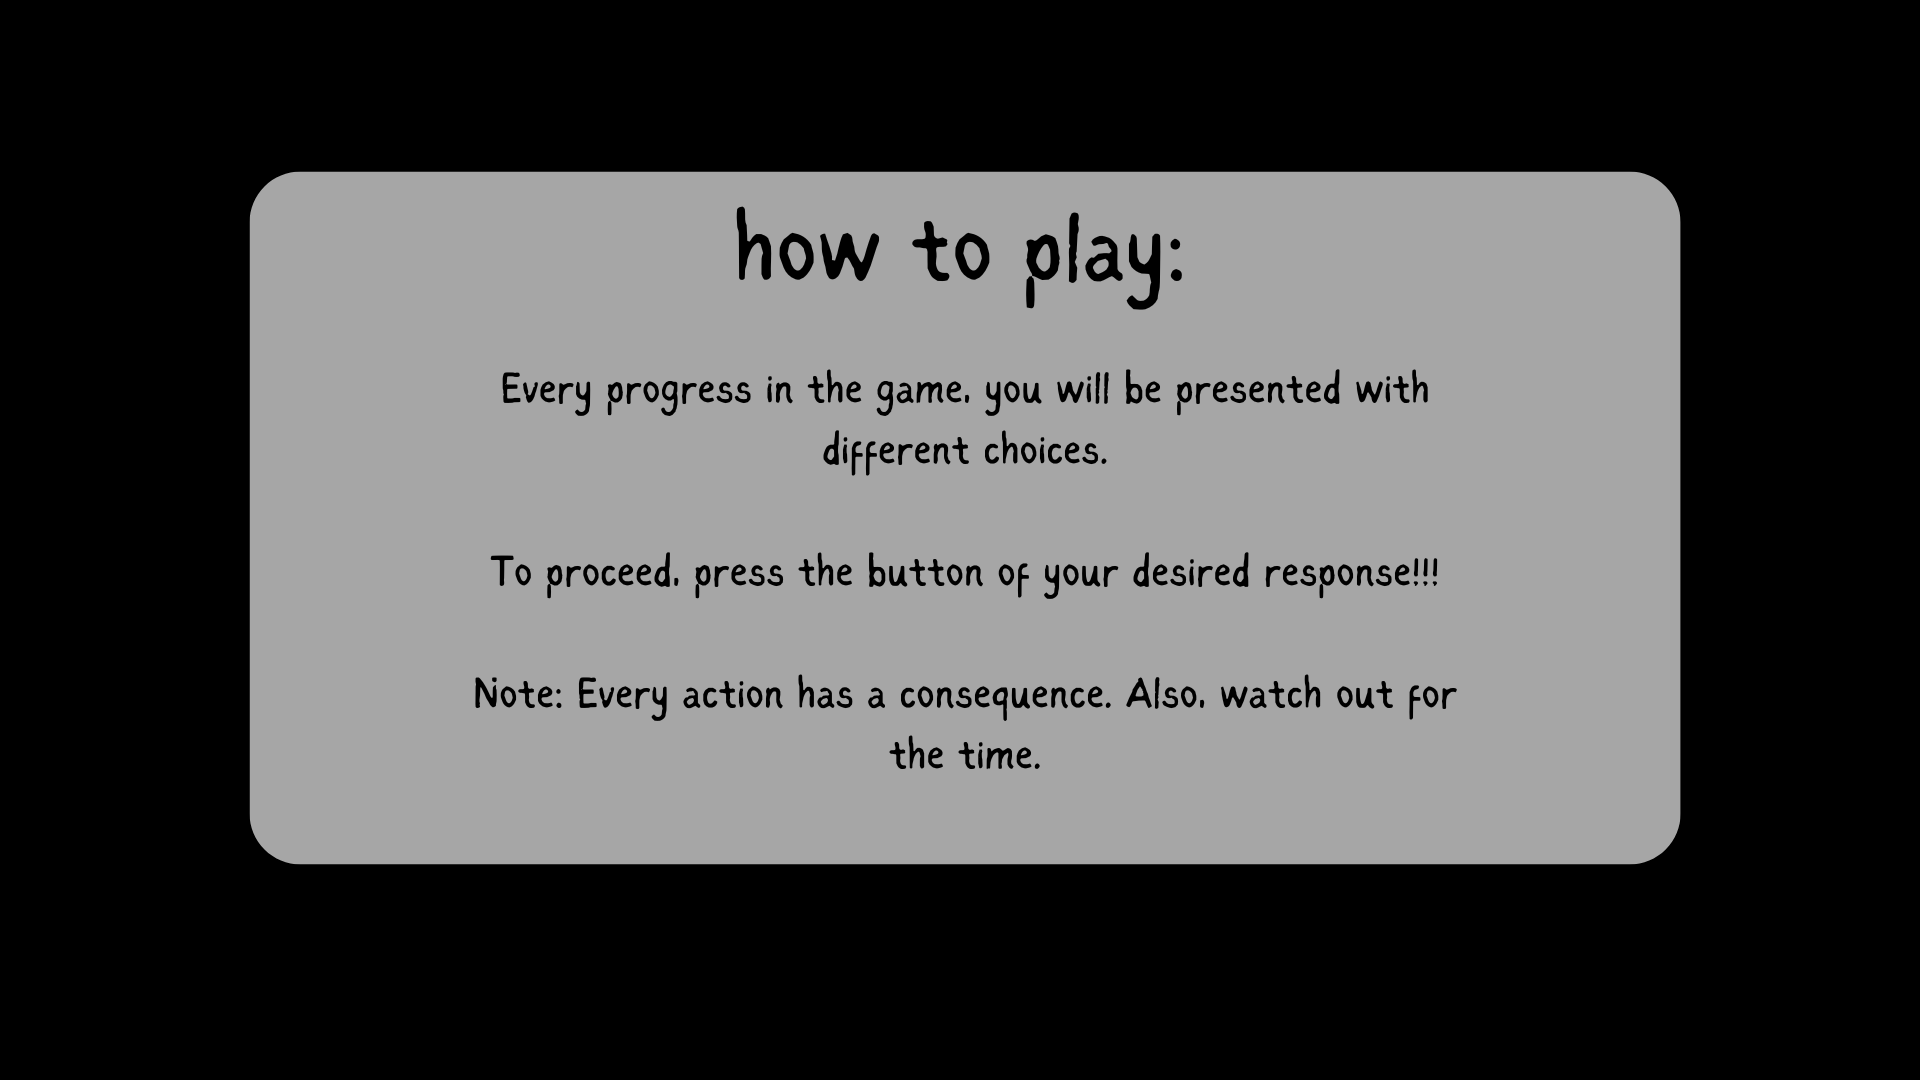 how to play:
Every progress in the game, you will be presented with
different choices.
To proceed, press the button of your desired response!!!
Note: Every action has a consequence. Also, watch out for
the time.